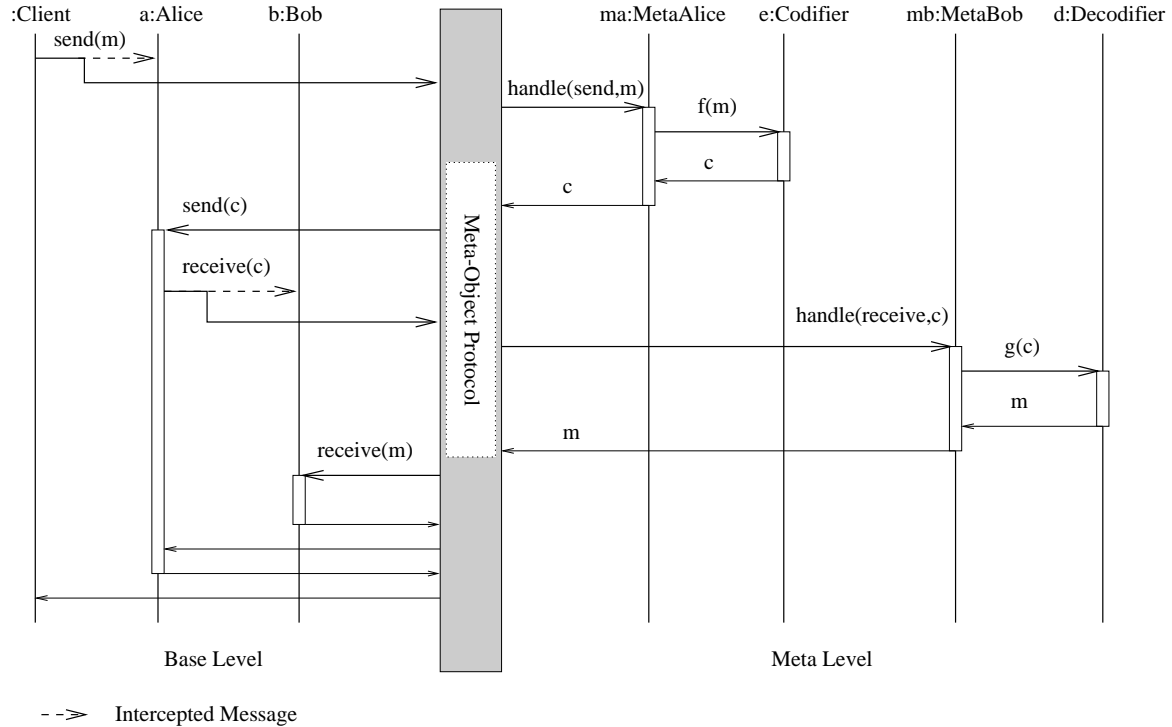 :Client
a:Alice
b:Bob
ma:MetaAlice
e:Codifier
mb:MetaBob
d:Decodifier
send(m)
handle(send,m)
f(m)
c
c
send(c)
Meta-Object Protocol
receive(c)
handle(receive,c)
g(c)
m
m
receive(m)
Base Level
Meta Level
Intercepted Message